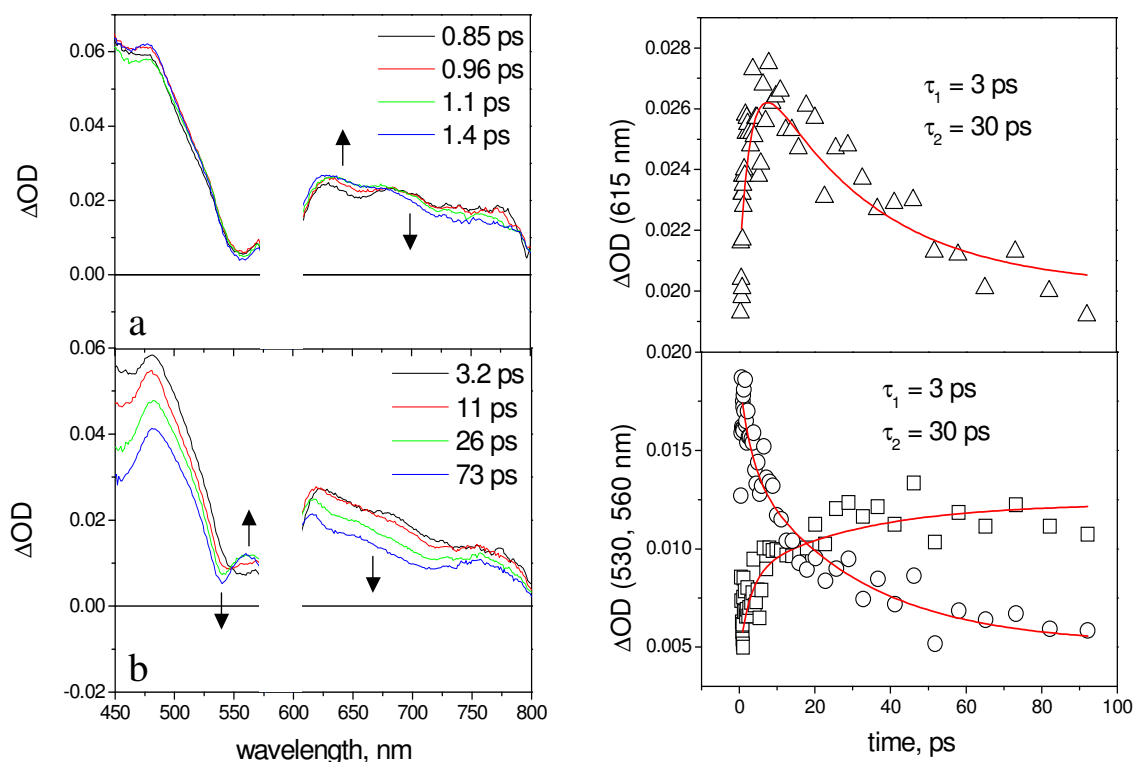 0.06
0.04
0.02
0.00
ΔOD
0.85 ps
0.96 ps
1.1 ps
1.4 ps
a
0.06
0.04
0.02
0.00
-0.02
ΔOD
3.2 ps
11 ps
26 ps
73 ps
b
450 500 550 600 650 700 750 800
wavelength, nm
0.028
0.026
0.024
0.022
0.020
0.020
ΔOD (615 nm)
τ1 = 3 ps
τ2 = 30 ps
0.015
0.010
0.005
ΔOD (530, 560 nm)
τ1 = 3 ps
τ2 = 30 ps
0 20 40 60 80 100
time, ps